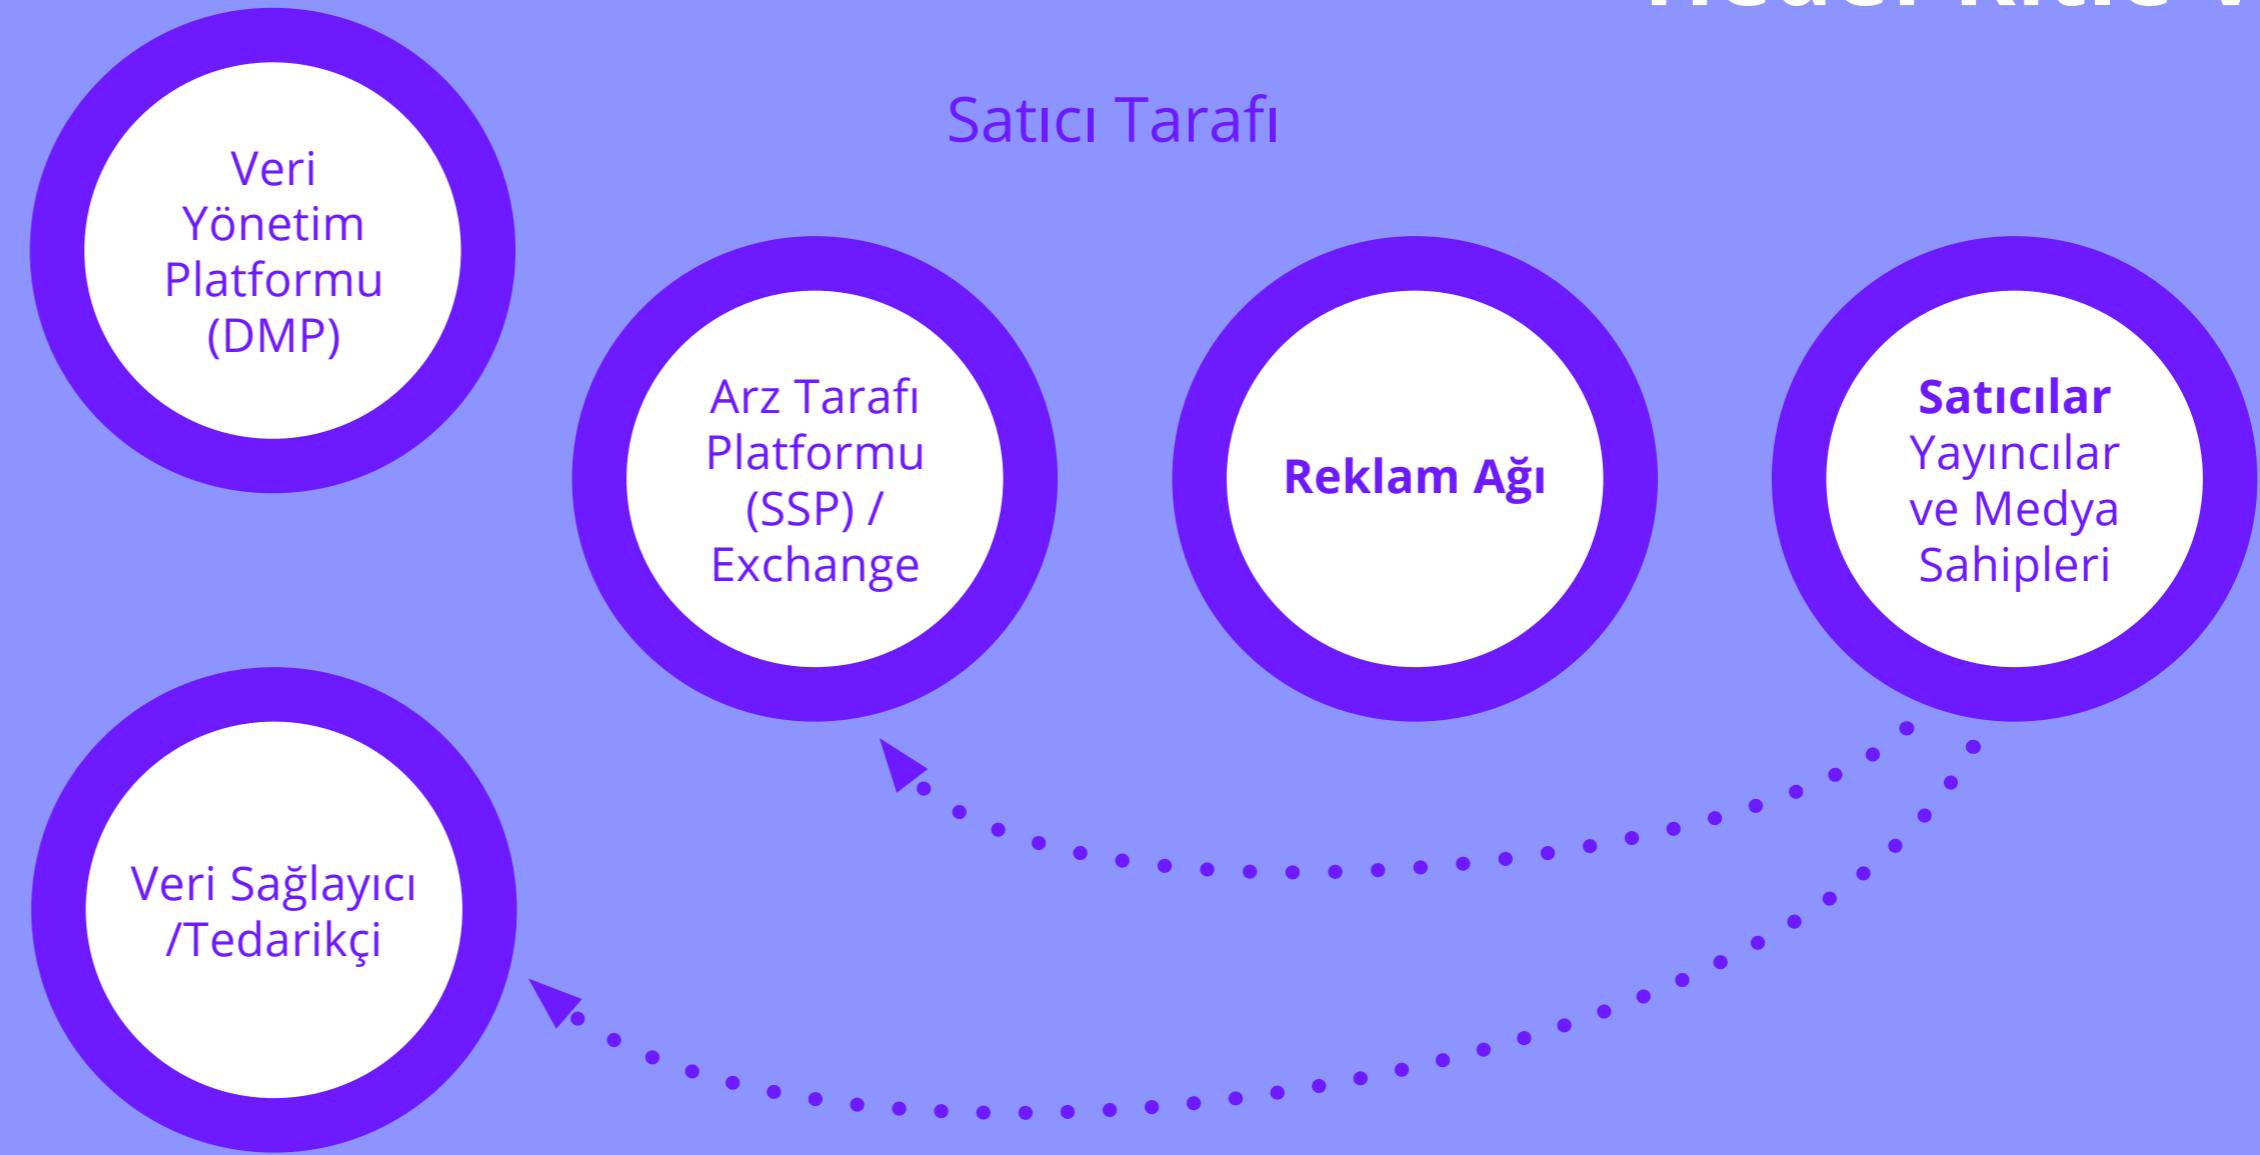 Satıcı Tarafı
Veri
Yönetim
Platformu
(DMP)
Arz Tarafı
Platformu
(SSP) /
Exchange
Reklam Ağı
Satıcılar
Yayıncılar
ve Medya
Sahipleri
Veri Sağlayıcı
/Tedarikçi